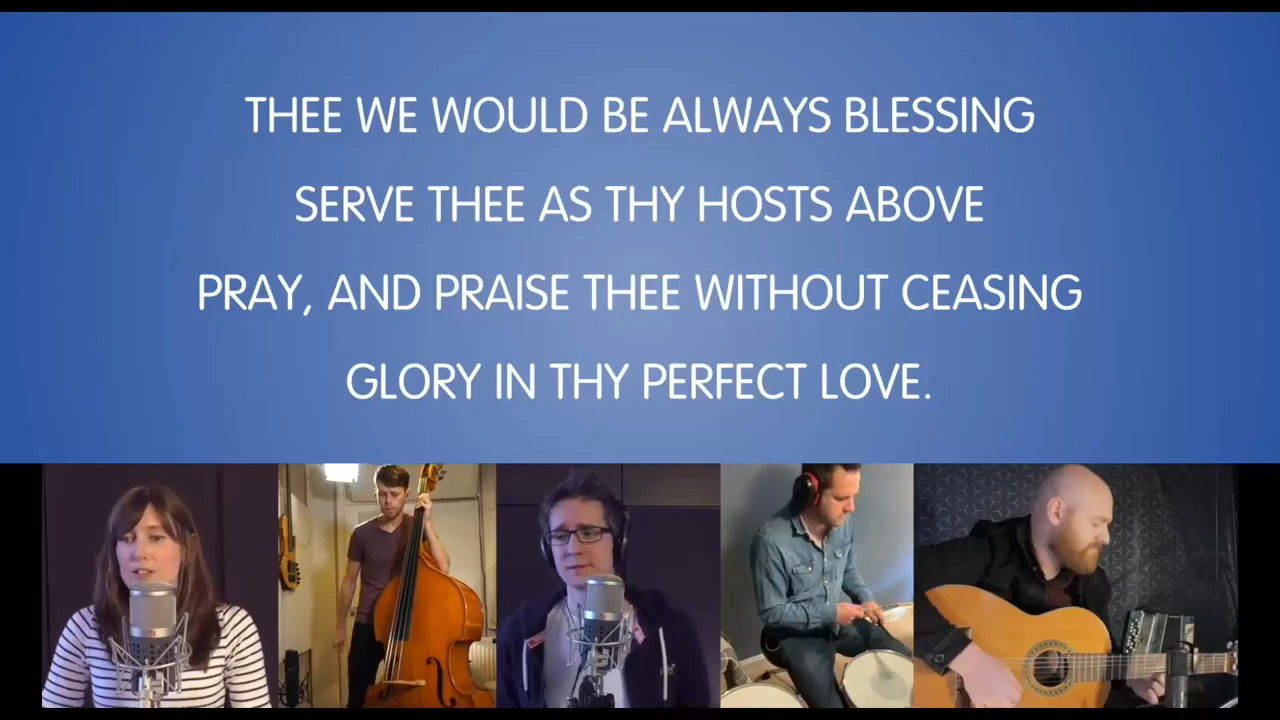 THEE WE WOULD BE ALWAYS BLESSING
SERVE THEE AS THY HOSTS ABOVE
PRAY, AND PRAISE THEE WITHOUT CEASING
GLORY IN THY PERFECT LOVE.